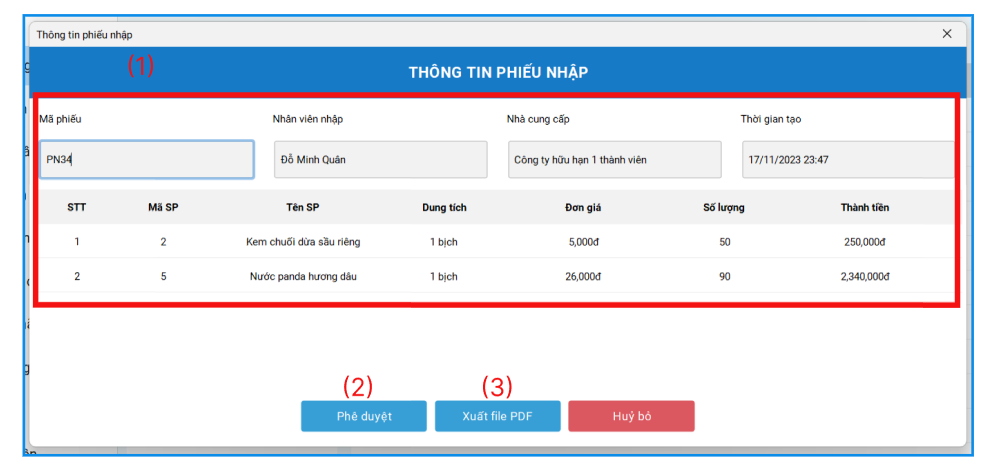 Thông tin phiếu nhập
(1)
THÔNG TIN PHIẾU NHẬP
Mã phiếu Nhân viên nhập Nhà cung cấp Thời gian tạo
PN34 Đỗ Minh Quân Công ty hữu hạn 1 thành viên 17/11/2023 23:47
STT Mã SP Tên SP Dung tích Đơn giá Số lượng Thành tiền
1 2 Kem chuối dừa sầu riêng 1 bịch 5,000đ 50 250,000đ
2 5 Nước panda hương dâu 1 bịch 26,000đ 90 2,340,000đ
(2) (3)
Phê duyệt Xuất file PDF Huỷ bỏ